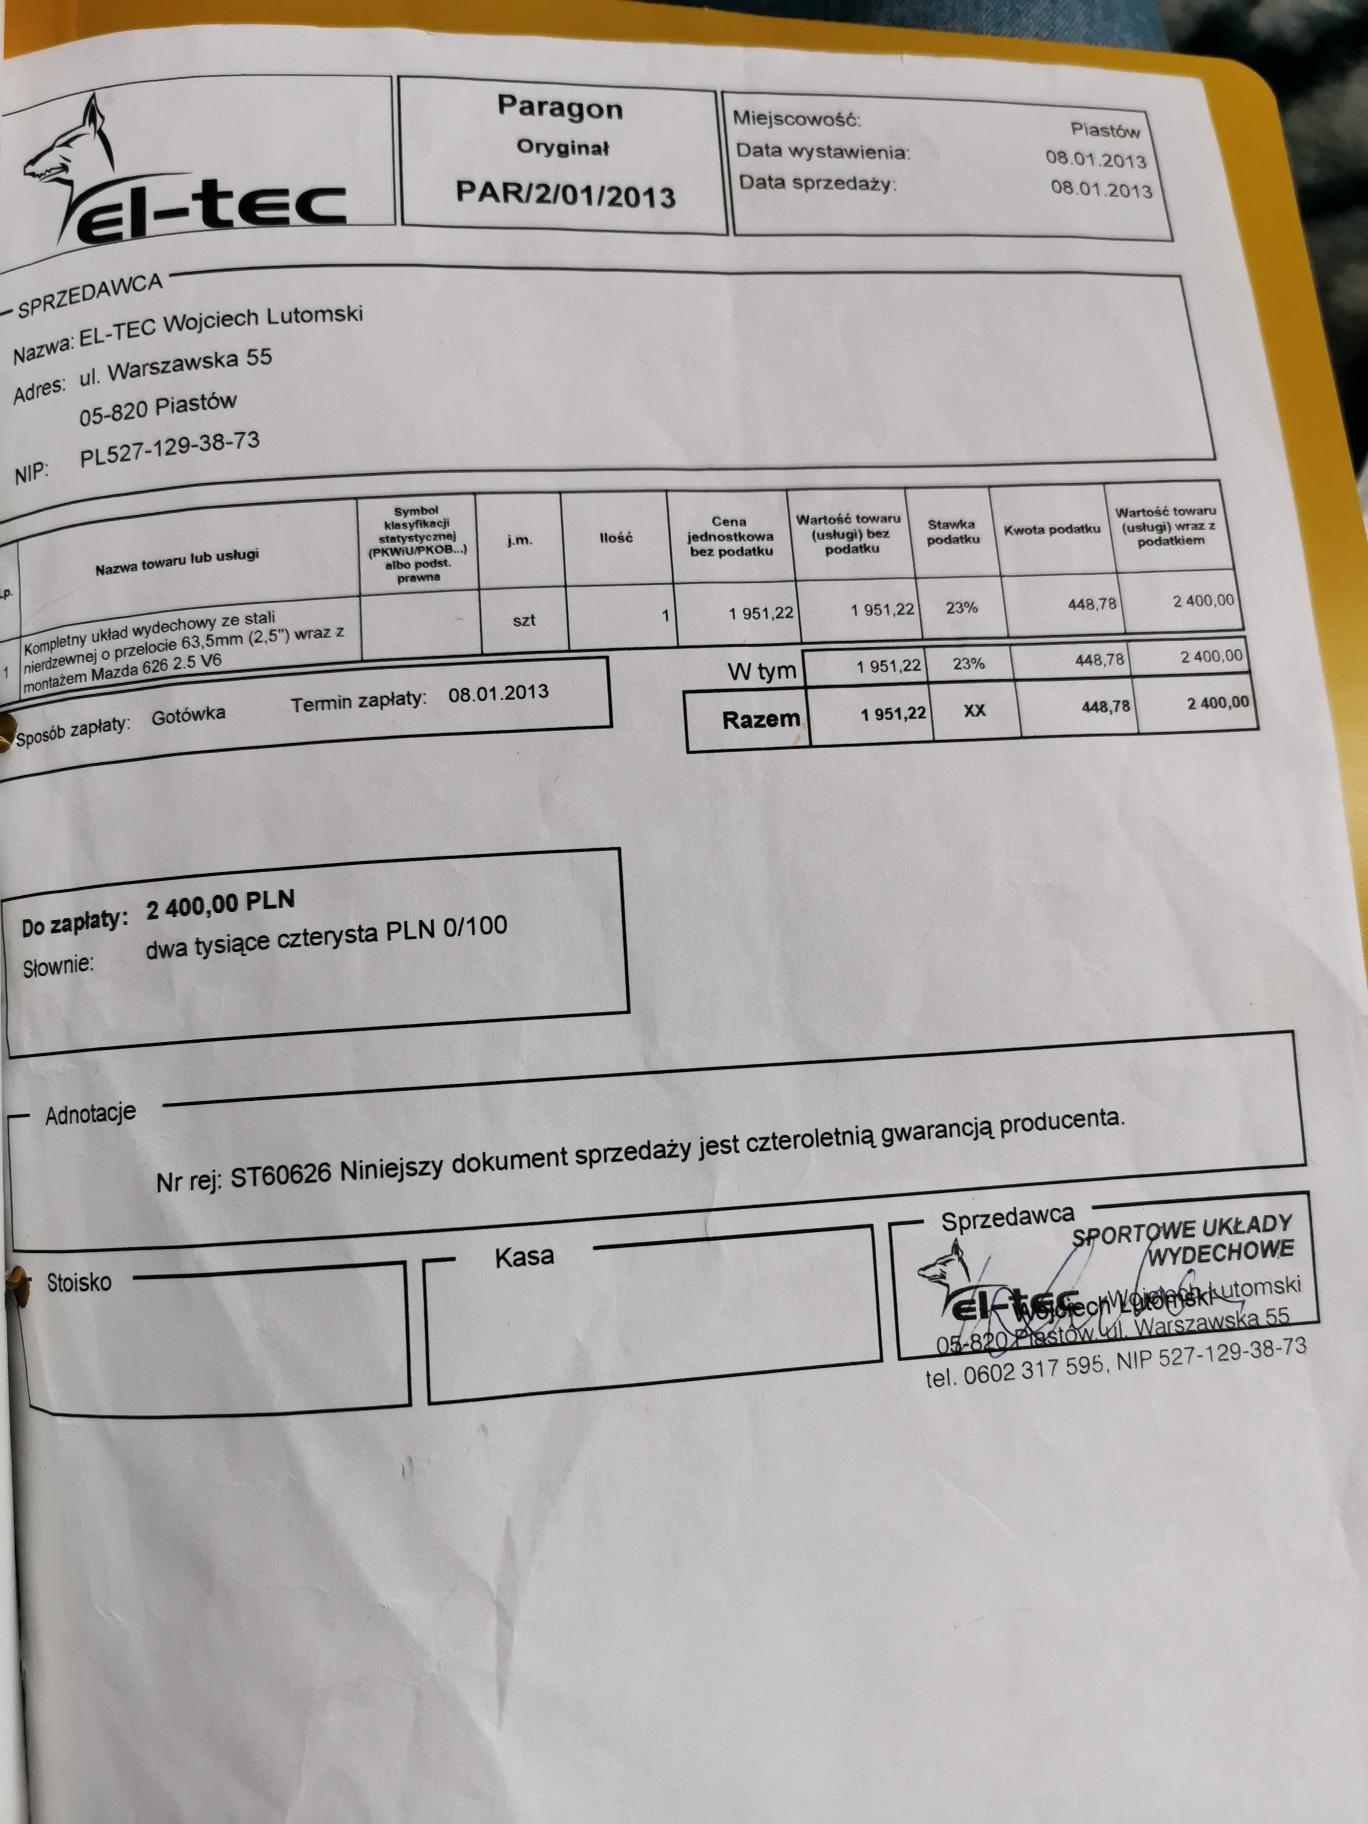 El-tec
Paragon
Oryginał
PAR/2/01/2013
Miejscowość: Piastów
Data wystawienia: 08.01.2013
Data sprzedaży: 08.01.2013
SPRZEDAWCA
Nazwa: EL-TEC Wojciech Lutomski
Adres: ul. Warszawska 55
05-820 Piastów
NIP: PL527-129-38-73
Lp.
Nazwa towaru lub usługi
Symbol
klasyfikacji
statystycznej
(PKWiU/PKOB...)
albo podst.
prawna
j.m.
Ilość
Cena
jednostkowa
bez podatku
Wartość towaru
(usługi) bez
podatku
Stawka
podatku
Kwota podatku
Wartość towaru
(usługi) wraz z
podatkiem
1
Kompletny układ wydechowy ze stali
nierdzewnej o przelocie 63,5mm (2,5") wraz z
montażem Mazda 626 2.5 V6
szt 1 1 951,22 1 951,22 23% 448,78 2 400,00
W tym 1 951,22 23% 448,78 2 400,00
Razem 1 951,22 XX 448,78 2 400,00
Sposób zapłaty: Gotówka Termin zapłaty: 08.01.2013
Do zapłaty: 2 400,00 PLN
Słownie: dwa tysiące czterysta PLN 0/100
Adnotacje
Nr rej: ST60626 Niniejszy dokument sprzedaży jest czteroletnią gwarancją producenta.
Stoisko
Kasa
Sprzedawca
SPORTOWE UKŁADY
WYDECHOWE
El-tec Wojciech Lutomski
Wojciech Lutomski
05-820 Piastów, ul. Warszawska 55
tel. 0602 317 595, NIP 527-129-38-73